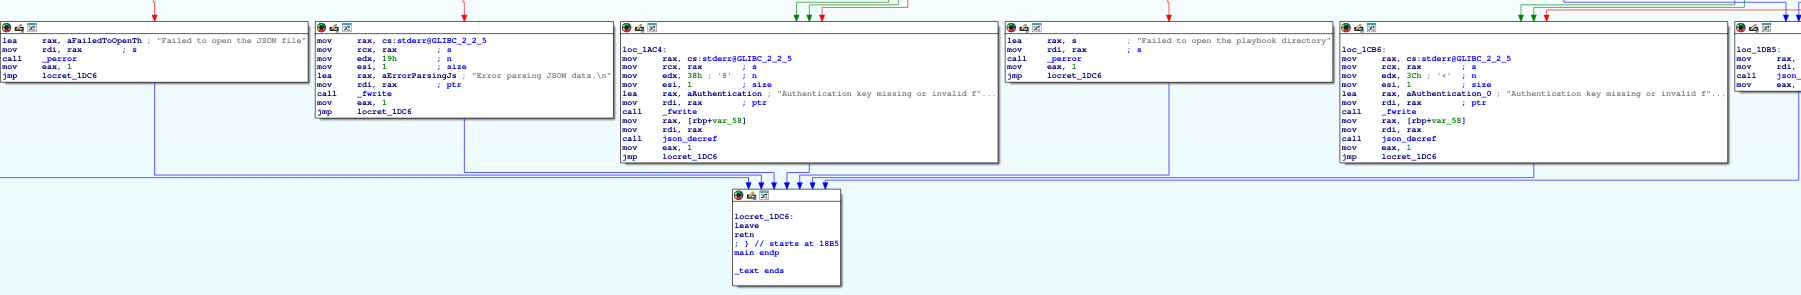 lea rax, aFailedToOpenTh ; "Failed to open the JSON file"
mov rdi, rax ; s
call _perror
mov eax, 1
jmp locret_1DC6
mov rax, cs:stderr@GLIBC_2_2_5
mov rcx, rax ; s
mov edx, 19h ; n
mov esi, 1 ; size
lea rax, aErrorParsingJs ; "Error parsing JSON data.\n"
mov rdi, rax ; ptr
call _fwrite
mov eax, 1
jmp locret_1DC6
loc_1AC4:
mov rax, cs:stderr@GLIBC_2_2_5
mov rcx, rax ; s
mov edx, 38h ; '8' ; n
mov esi, 1 ; size
lea rax, aAuthentication ; "Authentication key missing or invalid f"...
mov rdi, rax ; ptr
call _fwrite
mov rax, [rbp+var_58]
mov rdi, rax
call json_decref
mov eax, 1
jmp locret_1DC6
lea rax, s ; "Failed to open the playbook directory"
mov rdi, rax ; s
call _perror
mov eax, 1
jmp locret_1DC6
loc_1CB6:
mov rax, cs:stderr@GLIBC_2_2_5
mov rcx, rax ; s
mov edx, 3Ch ; '<' ; n
mov esi, 1 ; size
lea rax, aAuthentication_0 ; "Authentication key missing or invalid f"...
mov rdi, rax ; ptr
call _fwrite
mov rax, [rbp+var_58]
mov rdi, rax
call json_decref
mov eax, 1
jmp locret_1DC6
loc_1DB5:
mov rax,
mov rdi,
call json_
mov eax,
locret_1DC6:
leave
retn
; } // starts at 18B5
main endp
_text ends